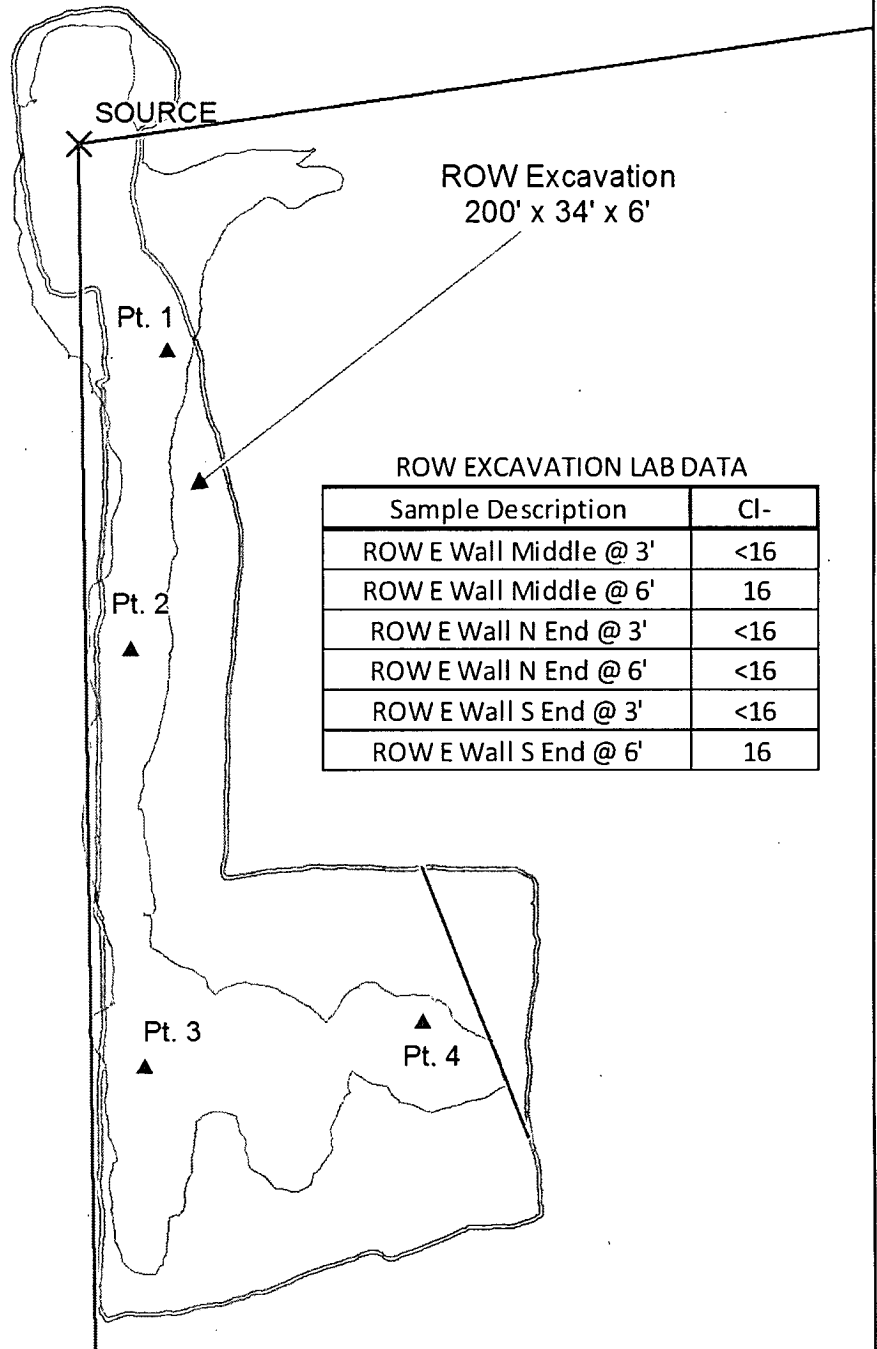 SOURCE
ROW Excavation
200' x 34' x 6'
Pt. 1
ROW EXCAVATION LAB DATA
Sample Description Cl-
ROW E Wall Middle @ 3' <16
ROW E Wall Middle @ 6' 16
ROW E Wall N End @ 3' <16
ROW E Wall N End @ 6' <16
ROW E Wall S End @ 3' <16
ROW E Wall S End @ 6' 16
Pt. 2
Pt. 3
Pt. 4